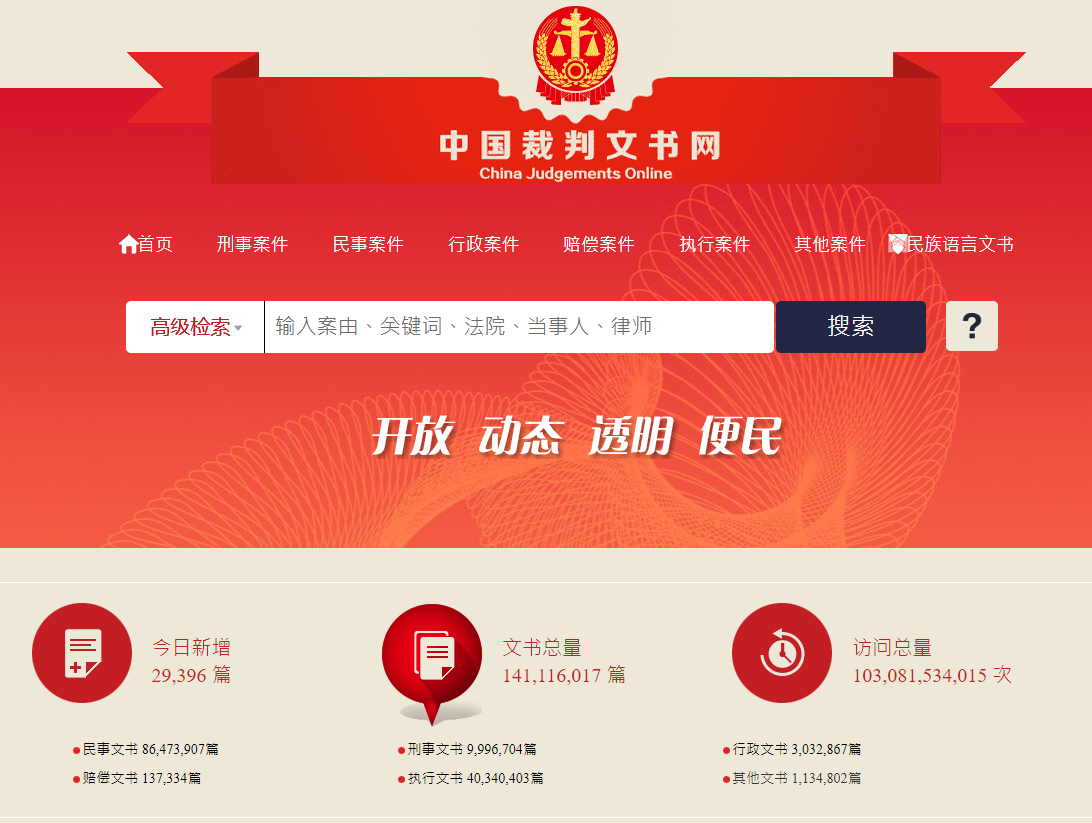 中国裁判文书网
China Judgements Online
首页 刑事案件 民事案件 行政案件 赔偿案件 执行案件 其他案件 民族语言文书
高级检索 输入案由、关键词、法院、当事人、律师 搜索 ?
开放 动态 透明 便民
今日新增 文书总量 访问总量
29,396 篇 141,116,017 篇 103,081,534,015 次
民事文书 86,473,907篇 刑事文书 9,996,704篇 行政文书 3,032,867篇
赔偿文书 137,334篇 执行文书 40,340,403篇 其他文书 1,134,802篇